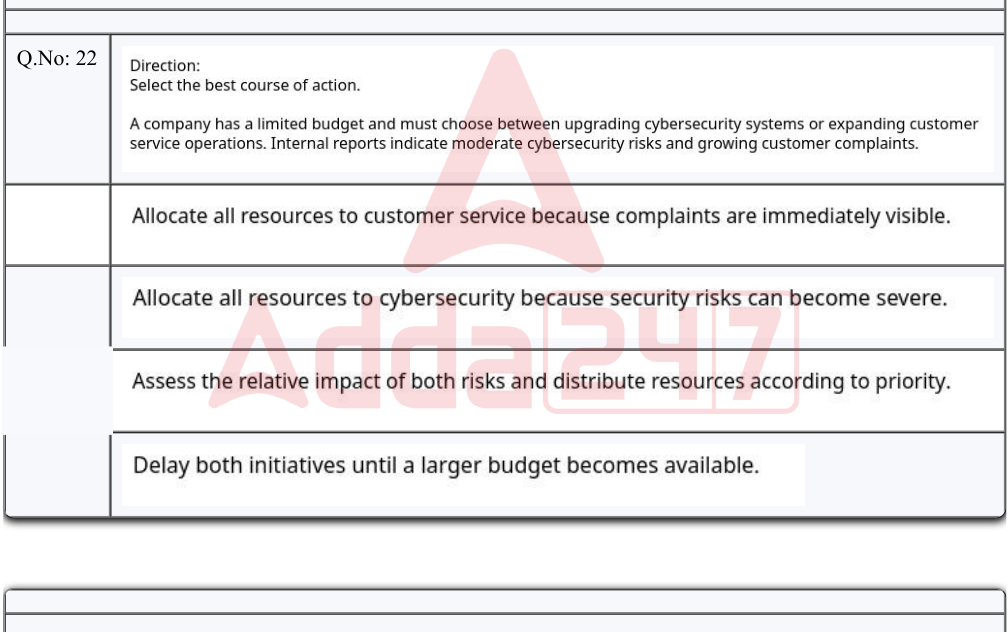 Q.No: 22
Direction:
Select the best course of action.
A company has a limited budget and must choose between upgrading cybersecurity systems or expanding customer
service operations. Internal reports indicate moderate cybersecurity risks and growing customer complaints.
Allocate all resources to customer service because complaints are immediately visible.
Allocate all resources to cybersecurity because security risks can become severe.
Adda247
Assess the relative impact of both risks and distribute resources according to priority.
Delay both initiatives until a larger budget becomes available.